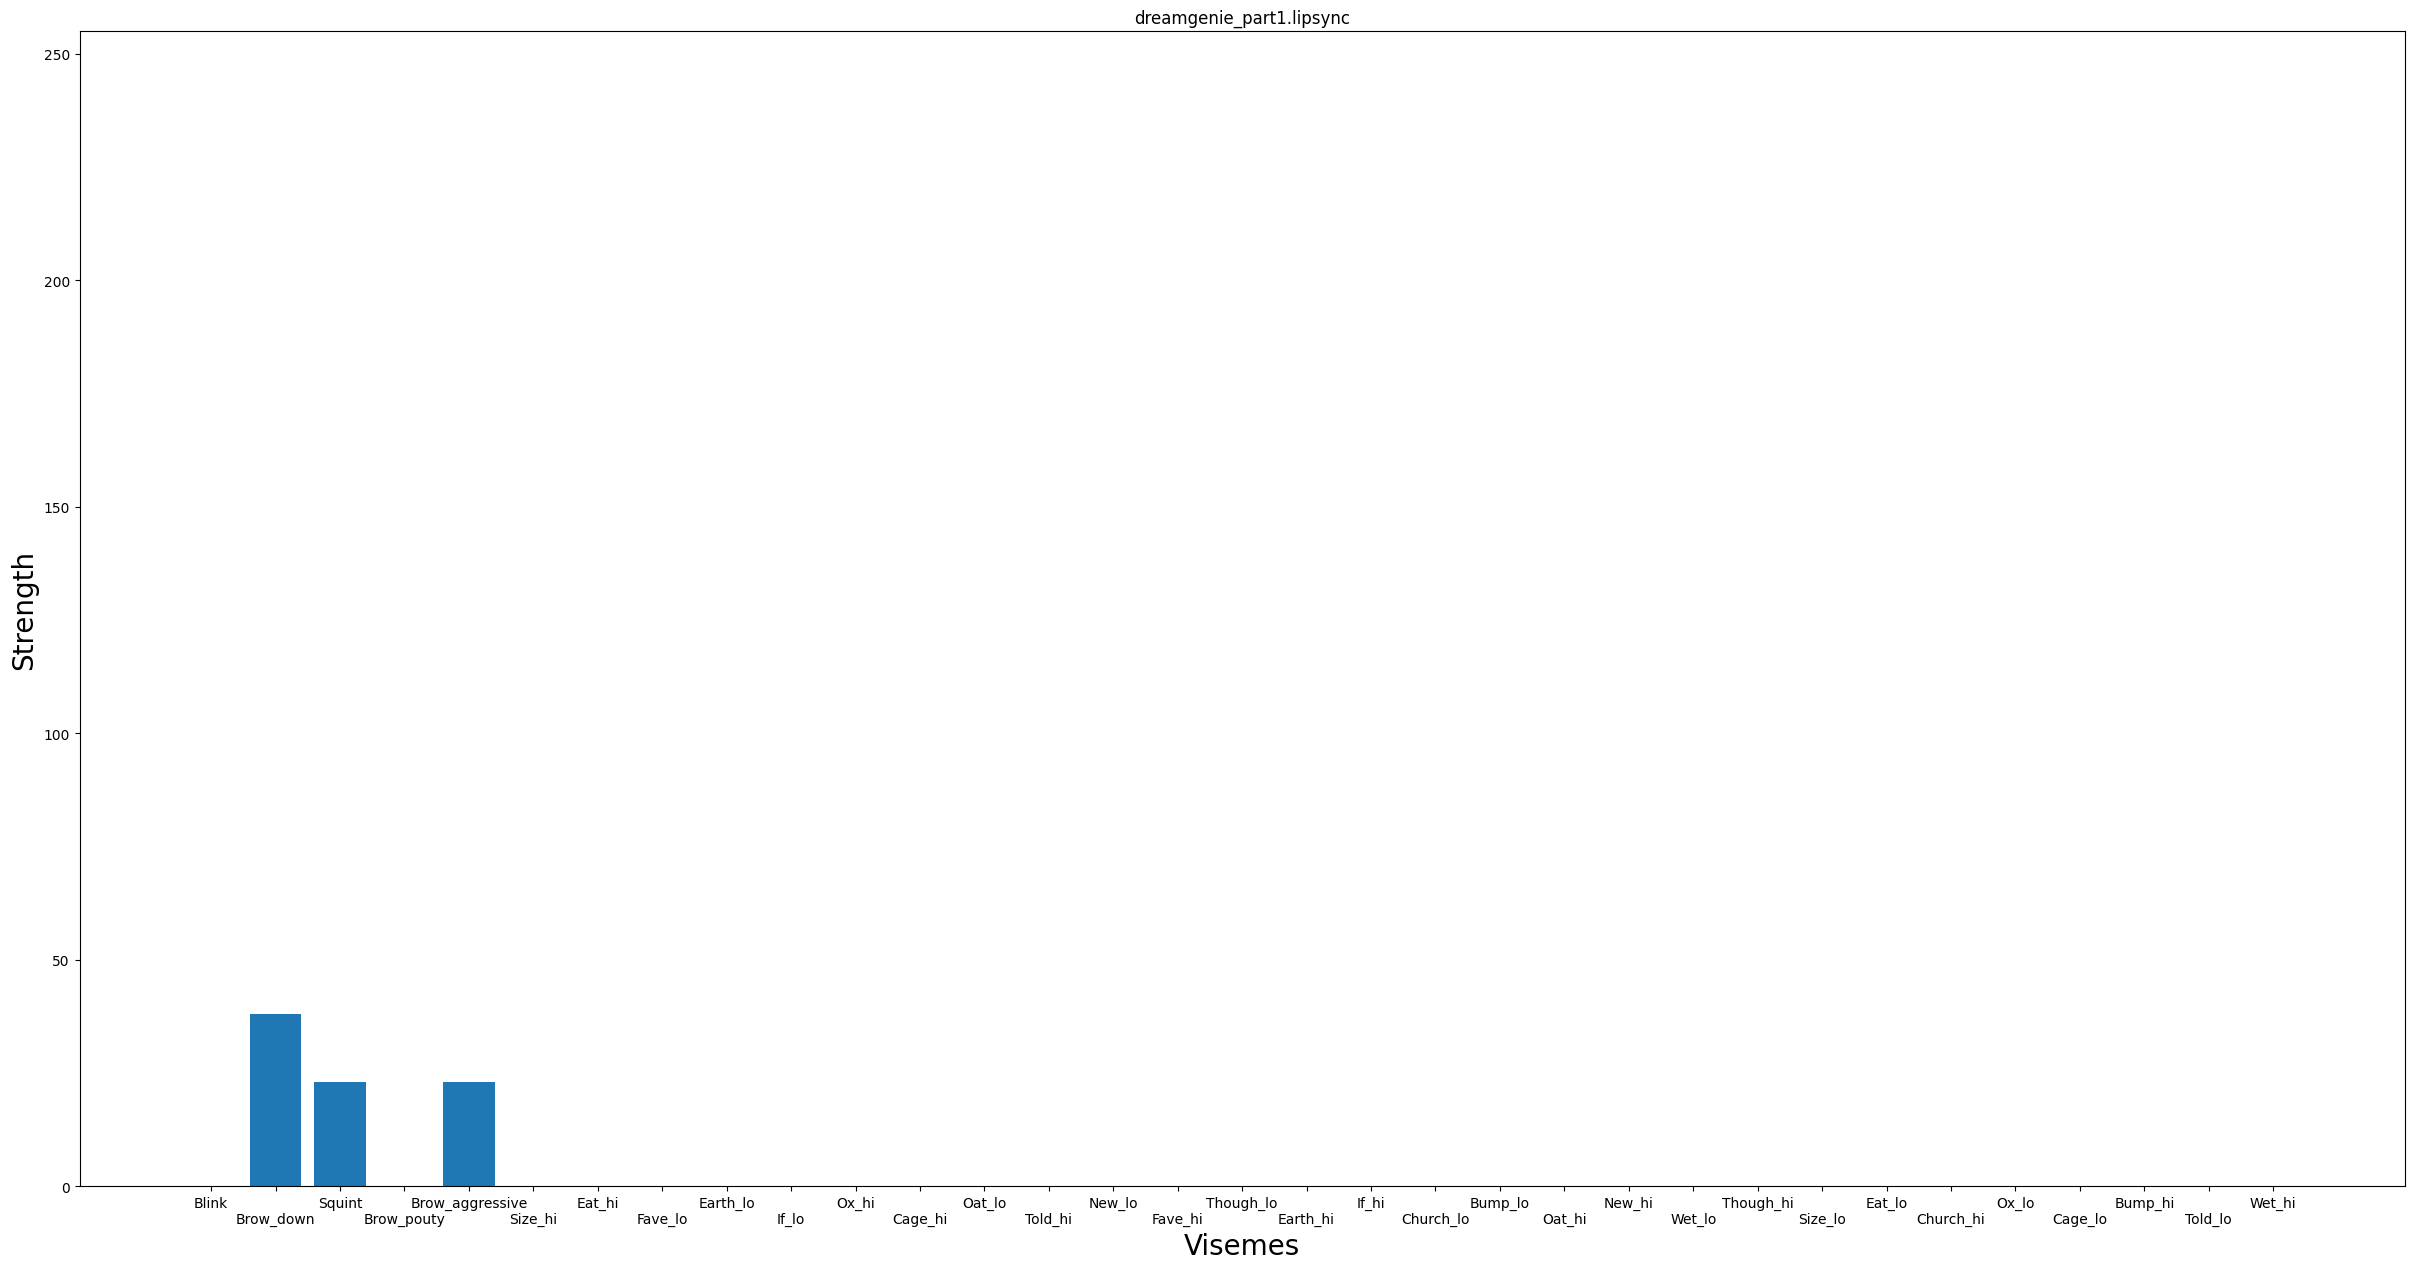 dreamgenie_part1.lipsync
250
200
150
100
50
0
Strength
Blink Squint Brow_aggressive Eat_hi Earth_lo Ox_hi Oat_lo New_lo Though_lo If_hi Bump_lo New_hi Though_hi Eat_lo Ox_lo Bump_hi Wet_hi
Brow_down Brow_pouty Size_hi Fave_lo If_lo Cage_hi Told_hi Fave_hi Earth_hi Church_lo Oat_hi Wet_lo Size_lo Church_hi Cage_lo Told_lo
Visemes